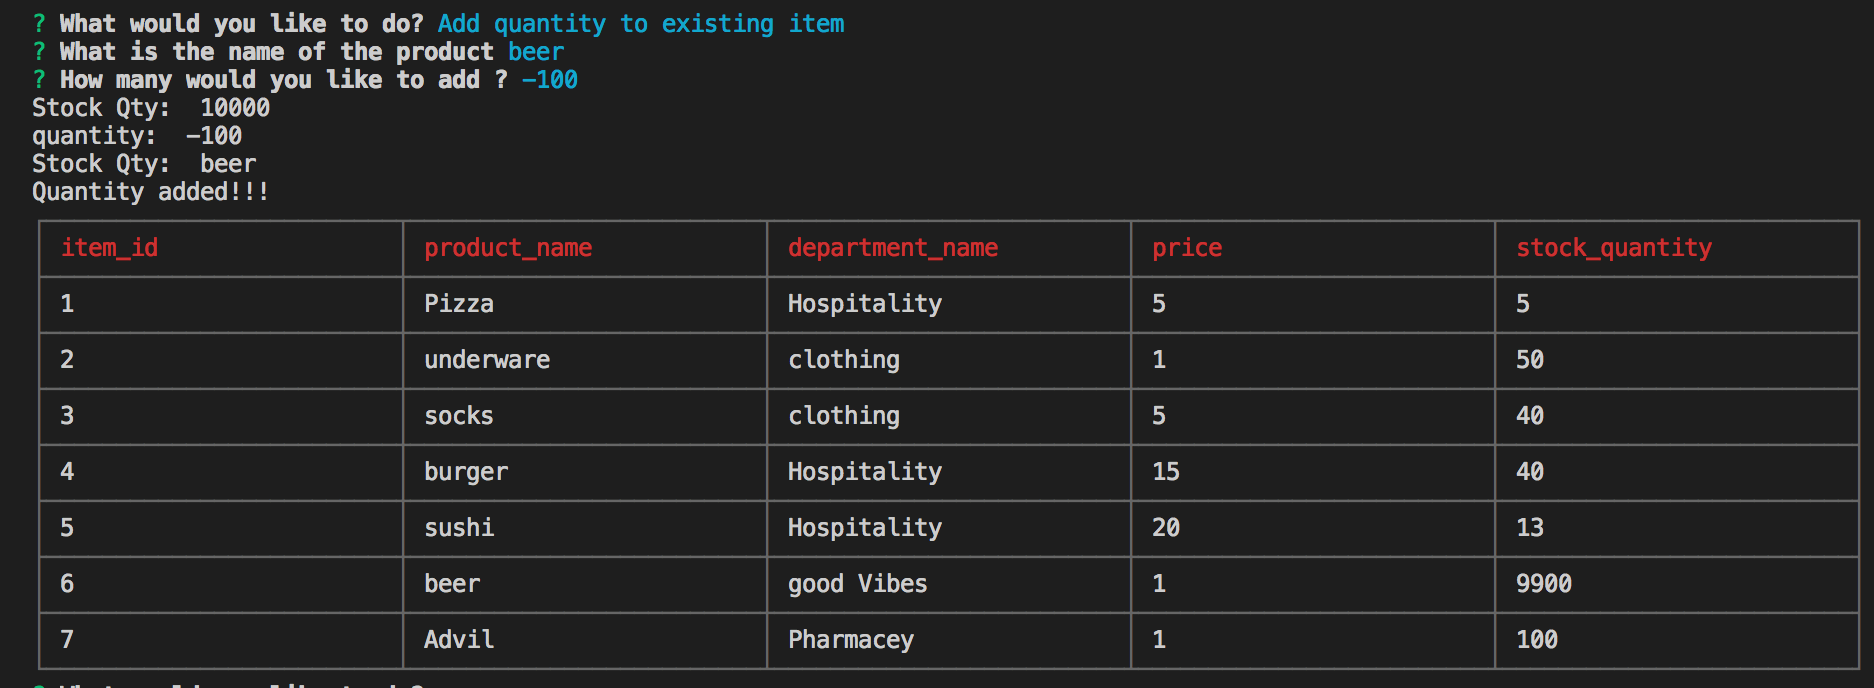 ? What would you like to do? Add quantity to existing item
? What is the name of the product beer
? How many would you like to add ? -100
Stock Qty:  10000
quantity:  -100
Stock Qty:  beer
Quantity added!!!
item_id product_name department_name price stock_quantity
1 Pizza Hospitality 5 5
2 underware clothing 1 50
3 socks clothing 5 40
4 burger Hospitality 15 40
5 sushi Hospitality 20 13
6 beer good Vibes 1 9900
7 Advil Pharmacey 1 100